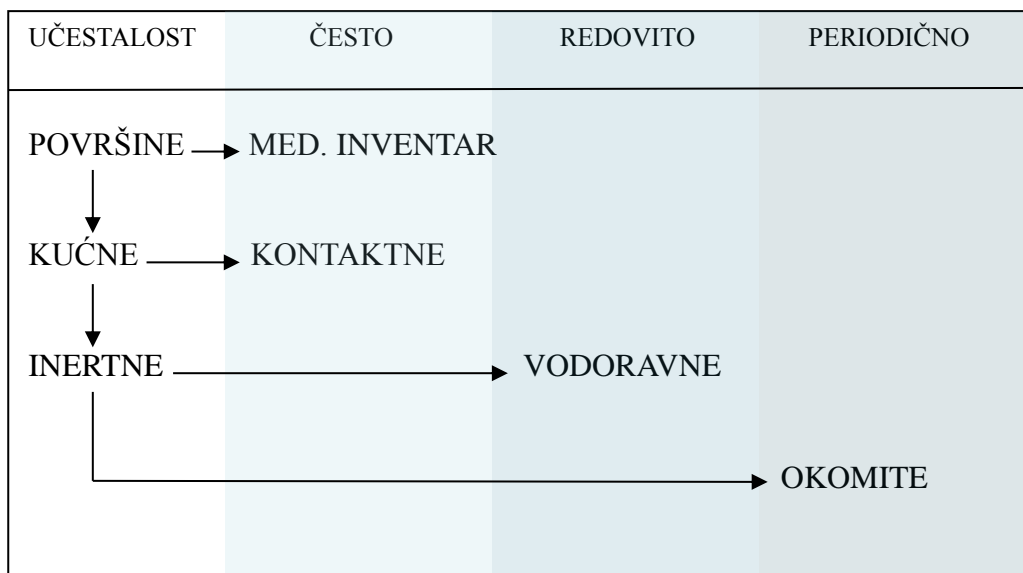 UČESTALOST ČESTO REDOVITO PERIODIČNO
POVRŠINE MED. INVENTAR
KUĆNE KONTAKTNE
INERTNE VODORAVNE
OKOMITE